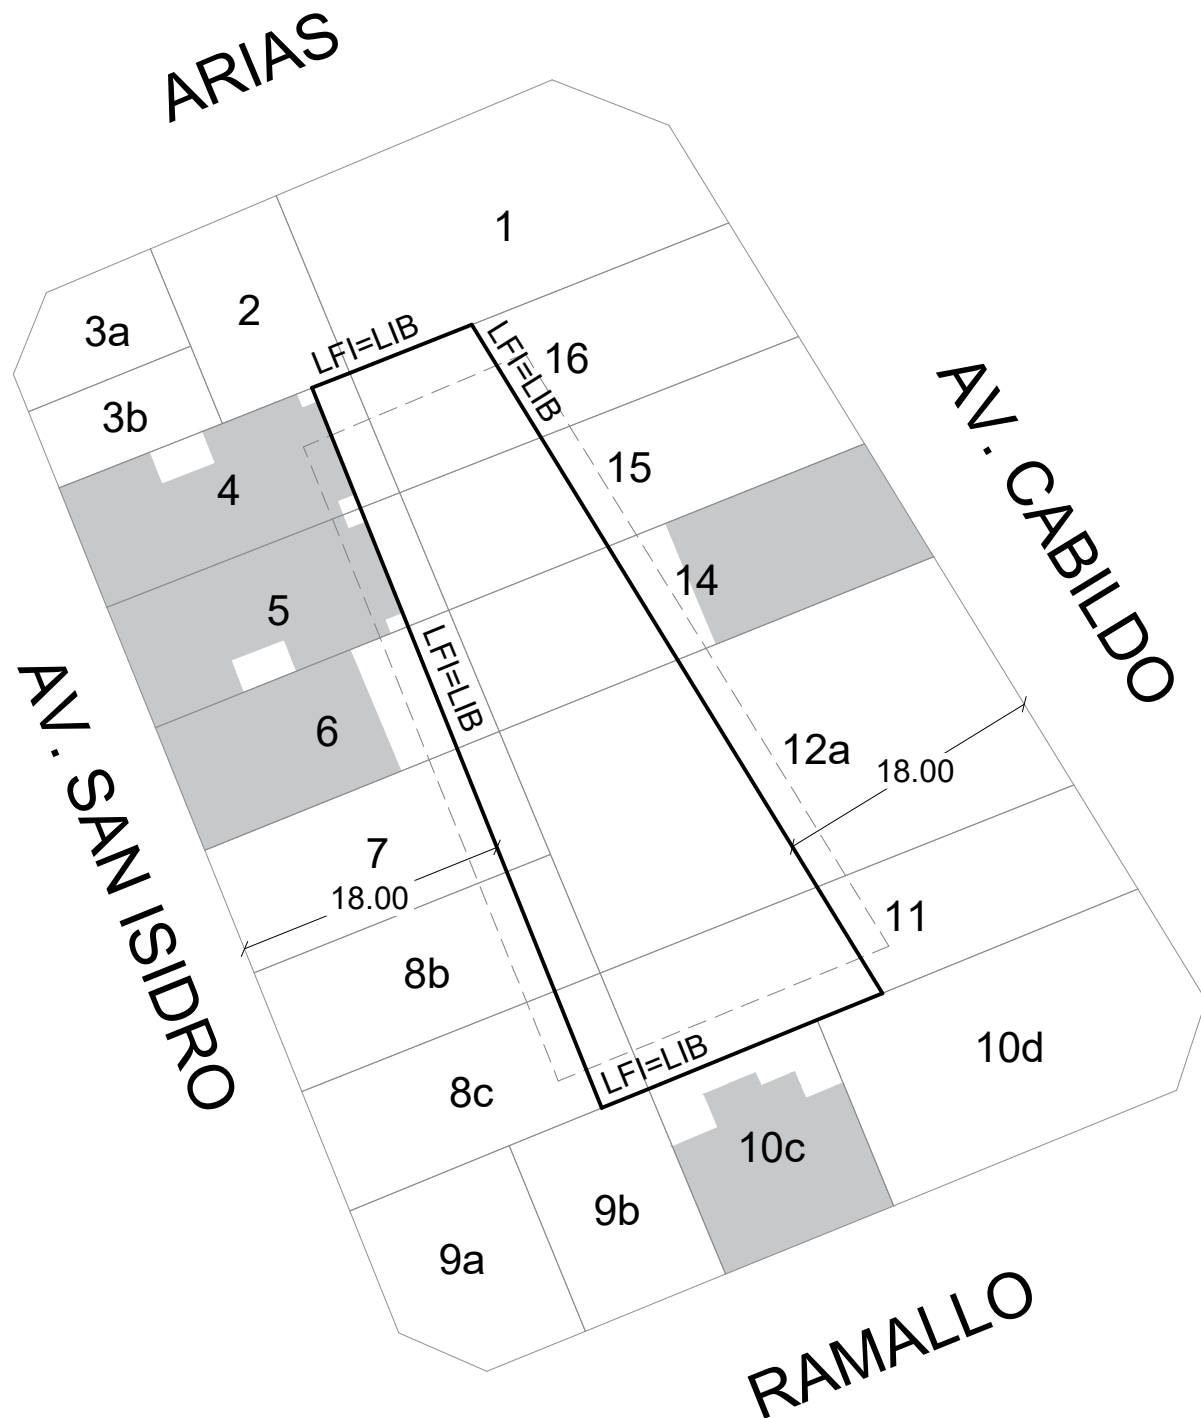 ARIAS
1
2
3a
LFI=LIB
LFI=LIB
16
3b
AV. CABILDO
15
4
14
5
LFI=LIB
6
AV. SAN ISIDRO
12a
18.00
7
18.00
11
8b
10d
LFI=LIB
8c
10c
9b
9a
RAMALLO